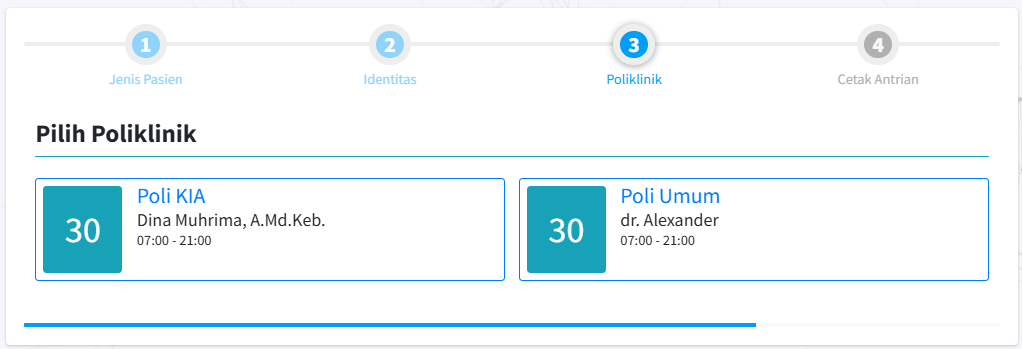 1
2
3
4
Jenis Pasien
Identitas
Poliklinik
Cetak Antrian
Pilih Poliklinik
30
Poli KIA
Dina Muhrima, A.Md.Keb.
07:00 - 21:00
30
Poli Umum
dr. Alexander
07:00 - 21:00